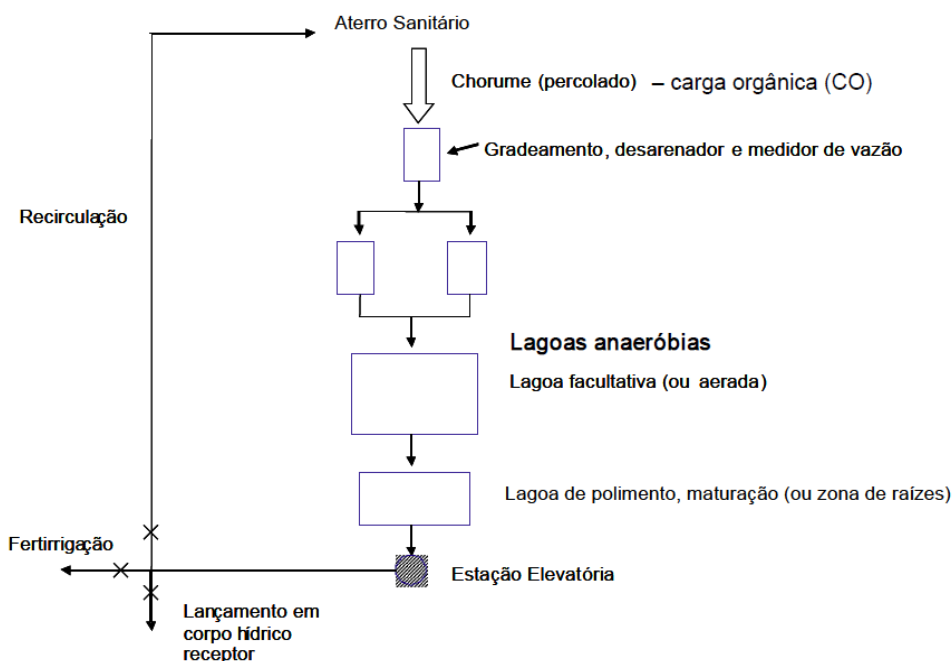 Aterro Sanitário
Chorume (percolado) – carga orgânica (CO)
Gradeamento, desarenador e medidor de vazão
Recirculação
Lagoas anaeróbias
Lagoa facultativa (ou aerada)
Lagoa de polimento, maturação (ou zona de raízes)
Fertirrigação
Estação Elevatória
Lançamento em
corpo hídrico
receptor